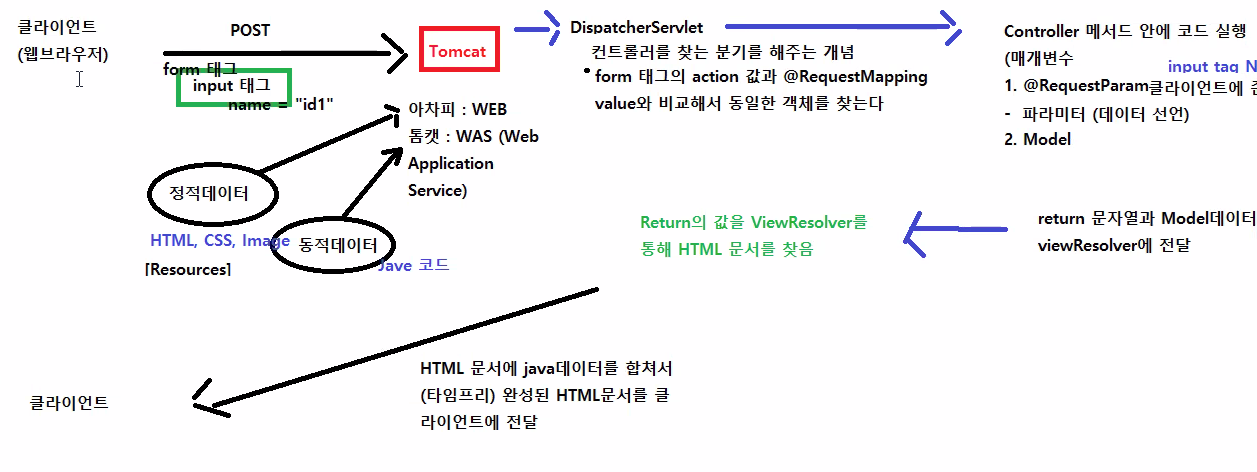 클라이언트
(웹브라우저)
POST
form 태그
input 태그
name = "id1"
Tomcat
아차피 : WEB
톰캣 : WAS (Web
Application
Service)
정적데이터
HTML, CSS, Image
[Resources]
동적데이터
Jave 코드
DispatcherServlet
컨트롤러를 찾는 분기를 해주는 개념
form 태그의 action 값과 @RequestMapping
value와 비교해서 동일한 객체를 찾는다
Controller 메서드 안에 코드 실행
(매개변수
input tag N
1. @RequestParam클라이언트에 준
- 파라미터 (데이터 선언)
2. Model
return 문자열과 Model데이터
viewResolver에 전달
Return의 값을 ViewResolver를
통해 HTML 문서를 찾음
HTML 문서에 java데이터를 합쳐서
(타임프리) 완성된 HTML문서를 클
라이언트에 전달
클라이언트